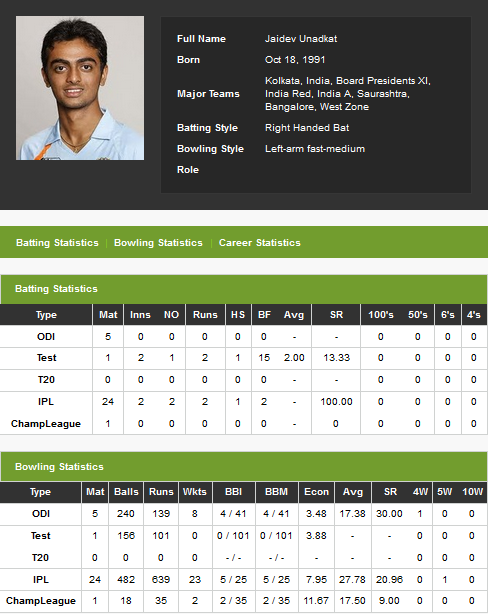 Full Name Jaidev Unadkat
Born Oct 18, 1991
Major Teams Kolkata, India, Board Presidents XI,
India Red, India A, Saurashtra,
Bangalore, West Zone
Batting Style Right Handed Bat
Bowling Style Left-arm fast-medium
Role
Batting Statistics | Bowling Statistics | Career Statistics
Batting Statistics
Type Mat Inns NO Runs HS BF Avg SR 100's 50's 6's 4's
ODI 5 0 0 0 0 0 - - 0 0 0 0
Test 1 2 1 2 1 15 2.00 13.33 0 0 0 0
T20 0 0 0 0 0 0 - - 0 0 0 0
IPL 24 2 2 2 1 2 - 100.00 0 0 0 0
ChampLeague 1 0 0 0 0 0 - 0 0 0 0 0
Bowling Statistics
Type Mat Balls Runs Wkts BBI BBM Econ Avg SR 4W 5W 10W
ODI 5 240 139 8 4 / 41 4 / 41 3.48 17.38 30.00 1 0 0
Test 1 156 101 0 0 / 101 0 / 101 3.88 - - 0 0 0
T20 0 0 0 0 - / - - / - - - - 0 0 0
IPL 24 482 639 23 5 / 25 5 / 25 7.95 27.78 20.96 0 1 0
ChampLeague 1 18 35 2 2 / 35 2 / 35 11.67 17.50 9.00 0 0 0